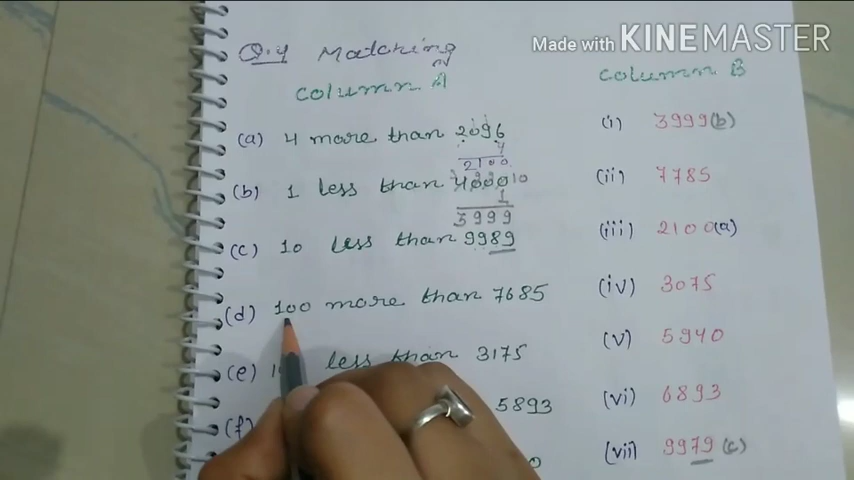 Made with KINEMASTER
Q.4 Matching
column A column B
(a) 4 more than 2096 (i) 3999 (b)
4
2100
(b) 1 less than 4000 (ii) 7785
1
3999
(c) 10 less than 9989 (iii) 2100 (a)
(d) 100 more than 7685 (iv) 3075
(e) less than 3175 (v) 5940
(f) 5893 (vi) 6893
(vii) 9979 (c)